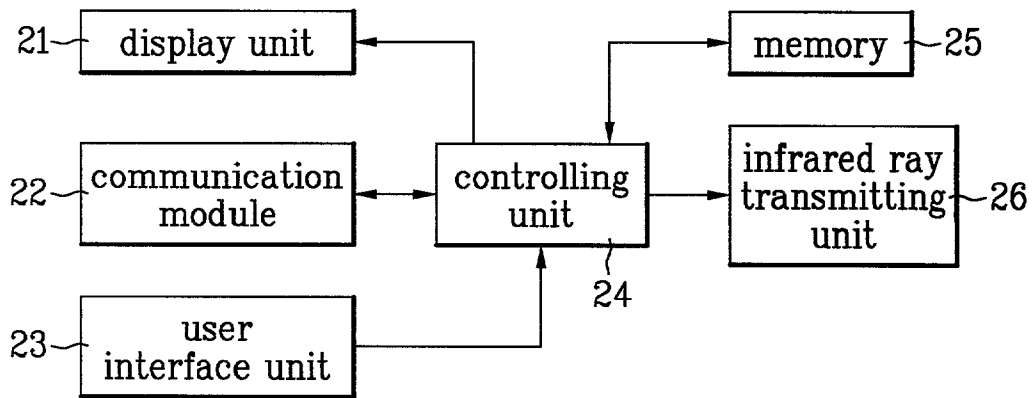 21
display unit
22
communication
module
23
user
interface unit
controlling
unit
24
memory
25
infrared ray
transmitting
unit
26